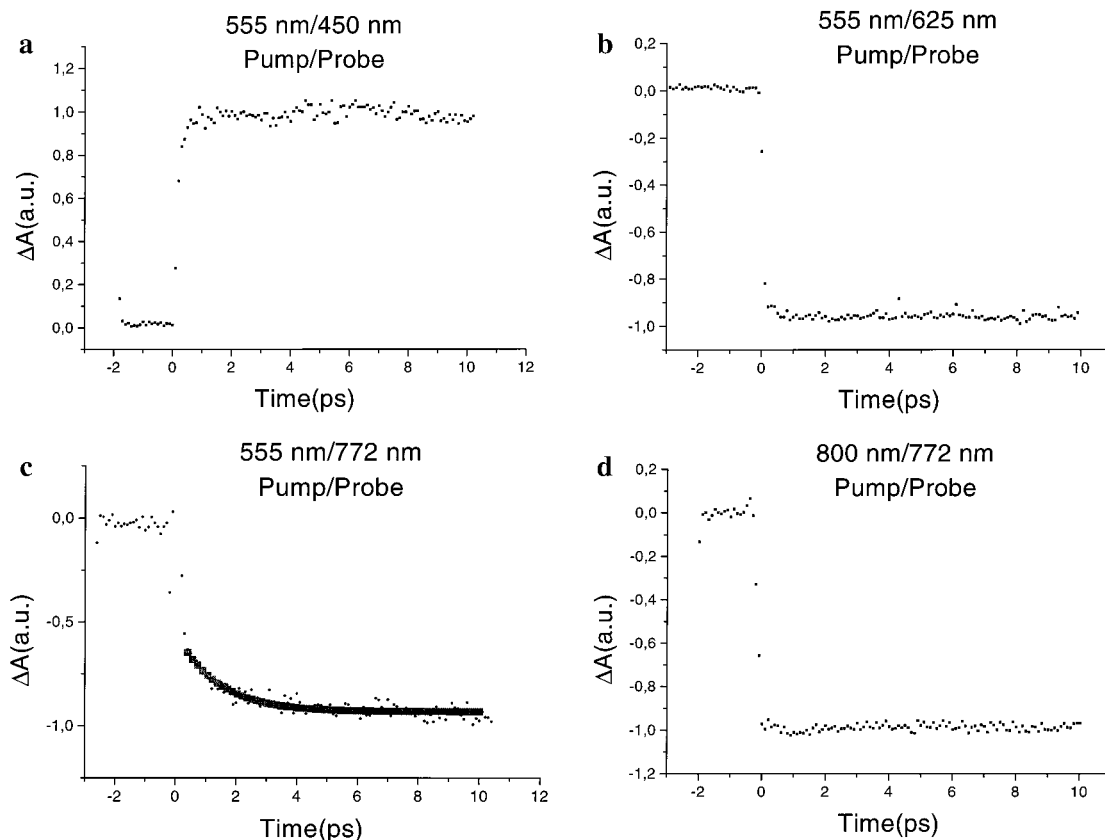 a
555 nm/450 nm
Pump/Probe
1,2
1,0
0,8
0,6
0,4
0,2
0,0
ΔA(a.u.)
-2 0 2 4 6 8 10 12
Time(ps)
b
555 nm/625 nm
Pump/Probe
0,2
0,0
-0,2
-0,4
-0,6
-0,8
-1,0
ΔA(a.u.)
-2 0 2 4 6 8 10
Time(ps)
c
555 nm/772 nm
Pump/Probe
0,0
-0,5
-1,0
ΔA(a.u.)
-2 0 2 4 6 8 10 12
Time(ps)
d
800 nm/772 nm
Pump/Probe
0,2
0,0
-0,2
-0,4
-0,6
-0,8
-1,0
-1,2
ΔA(a.u.)
-2 0 2 4 6 8 10
Time(ps)